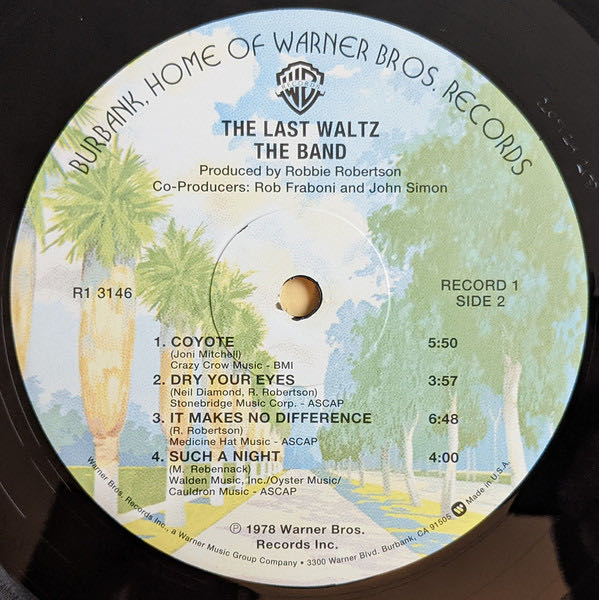 BURBANK, HOME OF WARNER BROS. RECORDS
RECORDS
THE LAST WALTZ
THE BAND
Produced by Robbie Robertson
Co-Producers: Rob Fraboni and John Simon
R1 3146
RECORD 1
SIDE 2
1. COYOTE 5:50
(Joni Mitchell)
Crazy Crow Music - BMI
2. DRY YOUR EYES 3:57
(Neil Diamond, R. Robertson)
Stonebridge Music Corp. - ASCAP
3. IT MAKES NO DIFFERENCE 6:48
(R. Robertson)
Medicine Hat Music - ASCAP
4. SUCH A NIGHT 4:00
(M. Rebennack)
Walden Music, Inc./Oyster Music/
Cauldron Music - ASCAP
℗ 1978 Warner Bros.
Records Inc.
Warner Bros. Records Inc., a Warner Music Group Company • 3300 Warner Blvd. Burbank, CA 91505 Made in U.S.A.